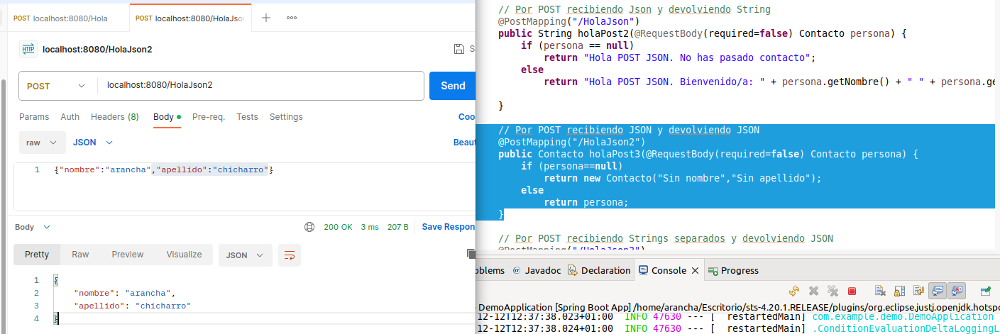 POST localhost:8080/Hola
POST localhost:8080/HolaJso
HTTP localhost:8080/HolaJson2
POST localhost:8080/HolaJson2 Send
Params Auth Headers (8) Body Pre-req. Tests Settings Coo
raw JSON Beau
1 {"nombre":"arancha","apellido":"chicharro"}
Body 200 OK 3 ms 207 B Save Respon
Pretty Raw Preview Visualize JSON
1 {
2 "nombre": "arancha",
3 "apellido": "chicharro"
4 }
// Por POST recibiendo Json y devolviendo String
@PostMapping("/HolaJson")
public String holaPost2(@RequestBody(required=false) Contacto persona) {
if (persona == null)
return "Hola POST JSON. No has pasado contacto";
else
return "Hola POST JSON. Bienvenido/a: " + persona.getNombre() + " " + persona.ge
}
// Por POST recibiendo JSON y devolviendo JSON
@PostMapping("/HolaJson2")
public Contacto holaPost3(@RequestBody(required=false) Contacto persona) {
if (persona==null)
return new Contacto("Sin nombre","Sin apellido");
else
return persona;
}
// Por POST recibiendo Strings separados y devolviendo JSON
@PostMapping("/HolaJson3")
oblems @ Javadoc Declaration Console Progress
DemoApplication [Spring Boot App] /home/arancha/Escritorio/sts-4.20.1.RELEASE/plugins/org.eclipse.justj.openjdk.hotspo
12-12T12:37:38.023+01:00 INFO 47630 --- [ restartedMain] com.example.demo.DemoApplication
12-12T12:37:38.024+01:00 INFO 47630 --- [ restartedMain] .ConditionEvaluationDeltaLoggingL